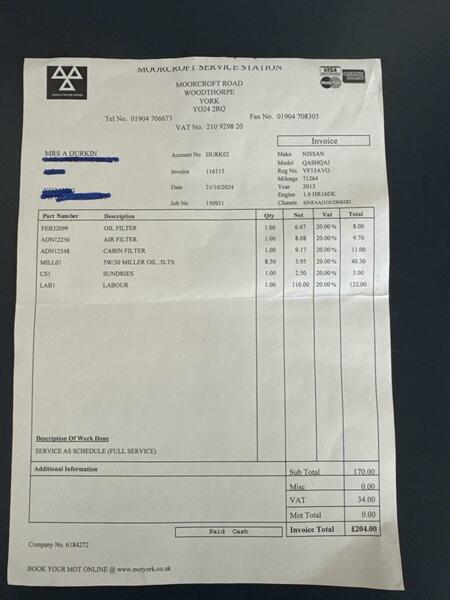 MOORCROFT SERVICE STATION
MOORCROFT ROAD
WOODTHORPE
YORK
YO24 2RQ
Tel No. 01904 706673 Fax No. 01904 708305
VAT No. 210 9298 20
VISA
Invoice
MRS A DURKIN
Account No DURK02
Invoice 116115
Date 31/10/2024
Job No 150931
Make NISSAN
Model QASHQAI
Reg No. YF13AVO
Mileage 71264
Year 2013
Engine 1.6 HR16DE
Chassis SJNFAAJ10U2808282
Part Number Description Qty Net Vat Total
FEB32099 OIL FILTER 1.00 6.67 20.00% 8.00
ADN12256 AIR FILTER 1.00 8.08 20.00% 9.70
ADN12548 CABIN FILTER 1.00 9.17 20.00% 11.00
MILL01 5W/30 MILLER OIL .5LTS 8.50 3.95 20.00% 40.30
CS1 SUNDRIES 1.00 2.50 20.00% 3.00
LAB1 LABOUR 1.00 110.00 20.00% 132.00
Description Of Work Done
SERVICE AS SCHEDULE (FULL SERVICE)
Additional Information
Sub Total 170.00
Misc 0.00
VAT 34.00
Mot Total 0.00
Paid Cash
Invoice Total £204.00
Company No. 6184272
BOOK YOUR MOT ONLINE @ www.motyork.co.uk